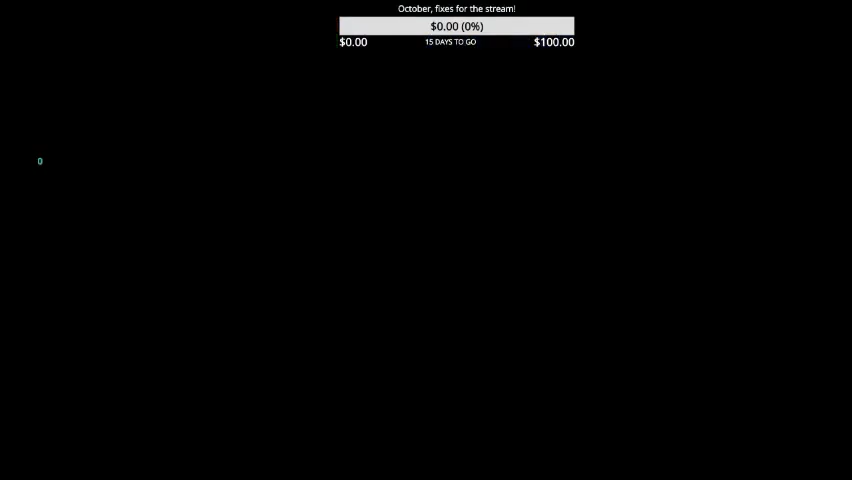 October, fixes for the stream!
$0.00 (0%)
$0.00 15 DAYS TO GO $100.00
0